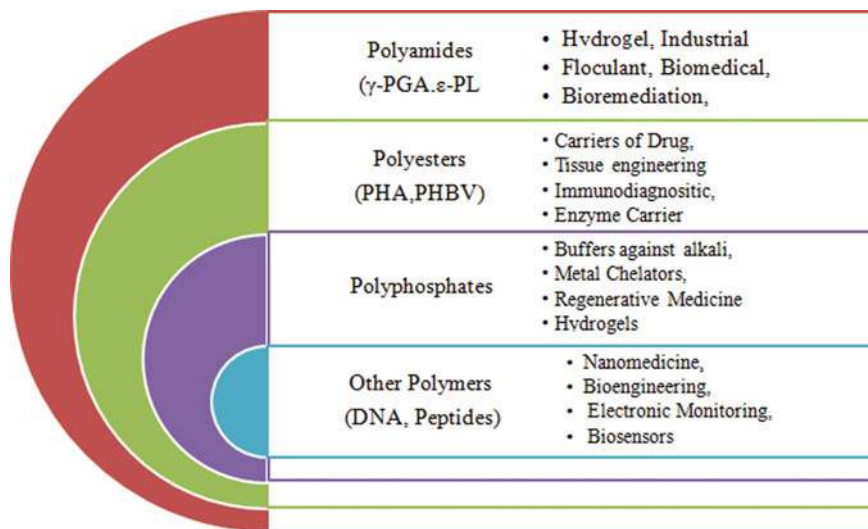 Polyamides
(γ-PGA.ε-PL
• Hvdrogel, Industrial
• Floculant, Biomedical,
• Bioremediation,
Polyesters
(PHA,PHBV)
• Carriers of Drug,
• Tissue engineering
• Immunodiagnositic,
• Enzyme Carrier
Polyphosphates
• Buffers against alkali,
• Metal Chelators,
• Regenerative Medicine
• Hydrogels
Other Polymers
(DNA, Peptides)
• Nanomedicine,
• Bioengineering,
• Electronic Monitoring,
• Biosensors